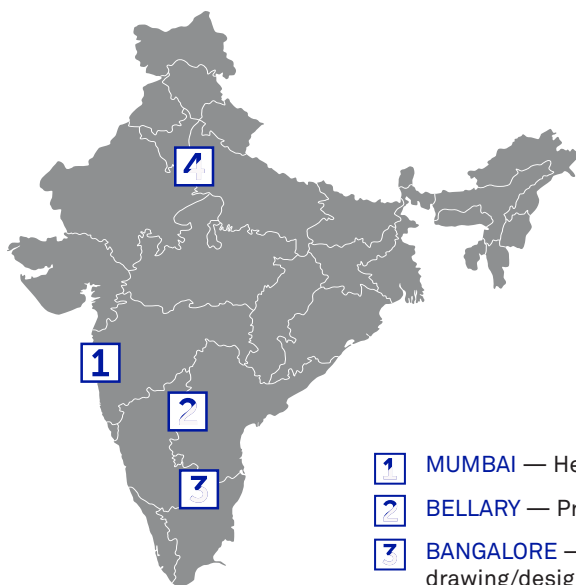 4
1
2
3
1 MUMBAI — He
2 BELLARY — Pr
3 BANGALORE —
drawing/desig